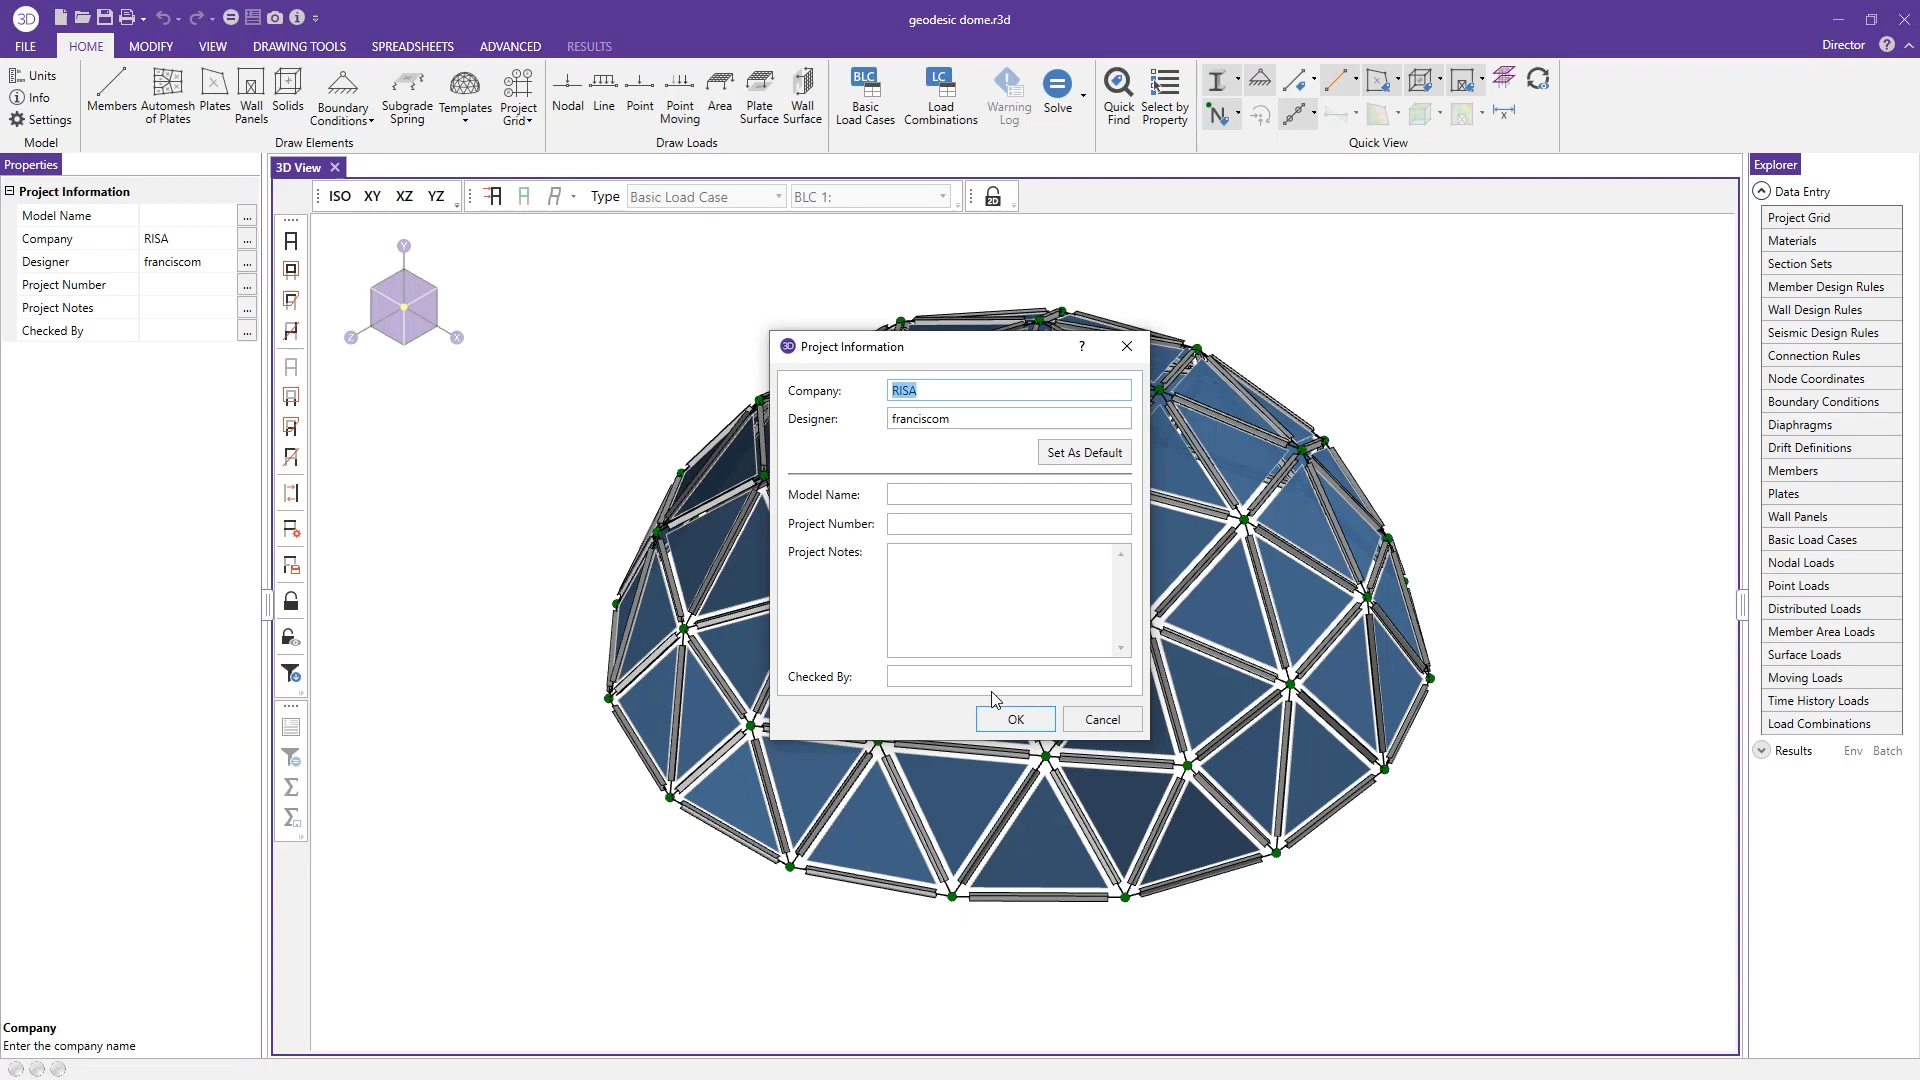 3D
geodesic dome.r3d
FILE HOME MODIFY VIEW DRAWING TOOLS SPREADSHEETS ADVANCED RESULTS
Director
Units
Info
Settings
Model
Members
Automesh of Plates
Plates
Wall Panels
Solids
Boundary Conditions
Subgrade Spring
Templates
Project Grid
Draw Elements
Nodal
Line
Point
Point Moving
Area
Plate Surface
Wall Surface
Draw Loads
BLC
Basic Load Cases
LC
Load Combinations
Warning Log
Solve
Quick Find
Select by Property
Quick View
Properties
Project Information
Model Name ...
Company RISA ...
Designer franciscom ...
Project Number ...
Project Notes ...
Checked By ...
Company
Enter the company name
3D View
ISO XY XZ YZ
Type Basic Load Case BLC 1:
2D
Y
Z
X
3D Project Information ?
Company: RISA
Designer: franciscom
Set As Default
Model Name:
Project Number:
Project Notes:
Checked By:
OK Cancel
Explorer
Data Entry
Project Grid
Materials
Section Sets
Member Design Rules
Wall Design Rules
Seismic Design Rules
Connection Rules
Node Coordinates
Boundary Conditions
Diaphragms
Drift Definitions
Members
Plates
Wall Panels
Basic Load Cases
Nodal Loads
Point Loads
Distributed Loads
Member Area Loads
Surface Loads
Moving Loads
Time History Loads
Load Combinations
Results Env Batch